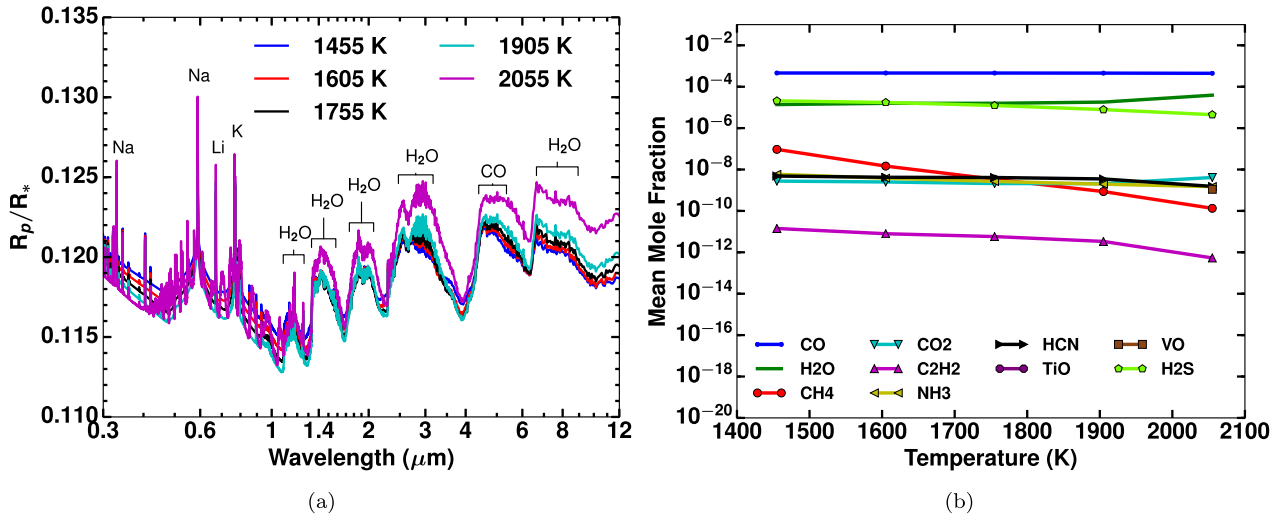 0.135
0.130
0.125
0.120
0.115
0.110
Rp/R*
1455 K
1605 K
1755 K
1905 K
2055 K
Na
Na
Li
K
H2O
H2O
H2O
H2O
CO
H2O
0.3 0.6 1 1.4 2 3 4 6 8 12
Wavelength (μm)
(a)
10^-2
10^-4
10^-6
10^-8
10^-10
10^-12
10^-14
10^-16
10^-18
10^-20
Mean Mole Fraction
CO
H2O
CH4
CO2
C2H2
NH3
HCN
TiO
VO
H2S
1400 1500 1600 1700 1800 1900 2000 2100
Temperature (K)
(b)